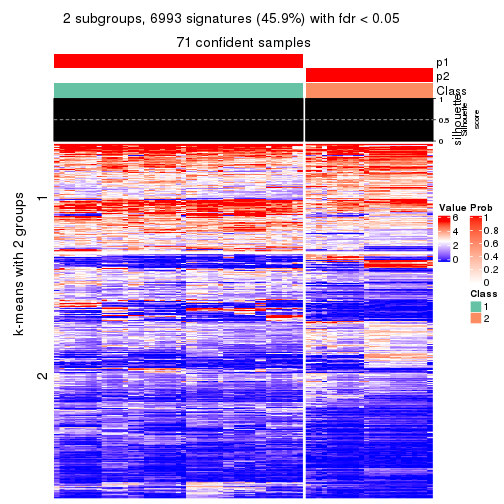 2 subgroups, 6993 signatures (45.9%) with fdr < 0.05
71 confident samples
p1
p2
Class
1
0.5
0
silhouette
Silhouette
score
k-means with 2 groups
1
2
Value
6
4
2
0
Prob
1
0.8
0.6
0.4
0.2
0
Class
1
2